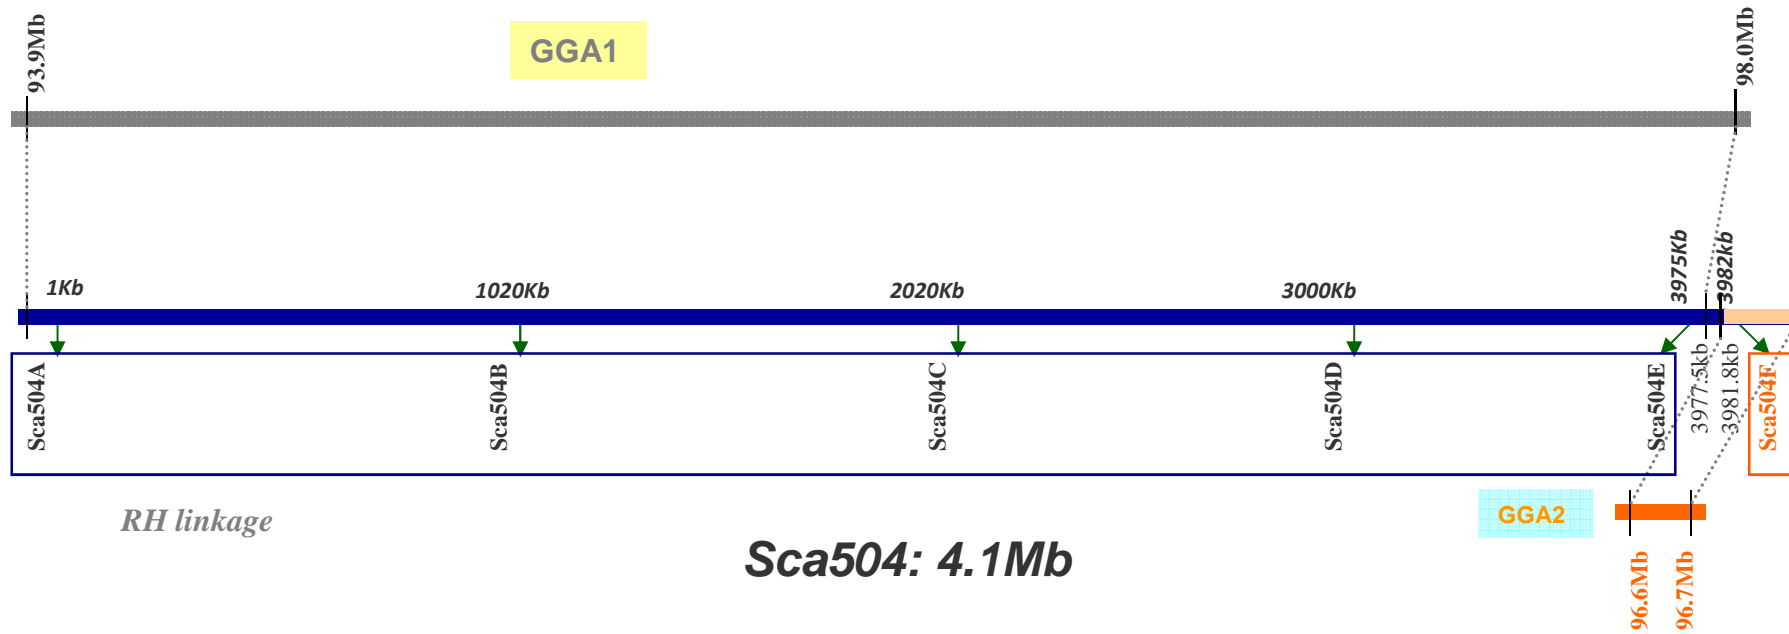 93.9Mb
GGA1
98.0Mb
1Kb
1020Kb
2020Kb
3000Kb
3975Kb
3982kb
Sca504A
Sca504B
Sca504C
Sca504D
Sca504E
3977.5kb
3981.8kb
Sca504F
RH linkage
GGA2
Sca504: 4.1Mb
96.6Mb
96.7Mb